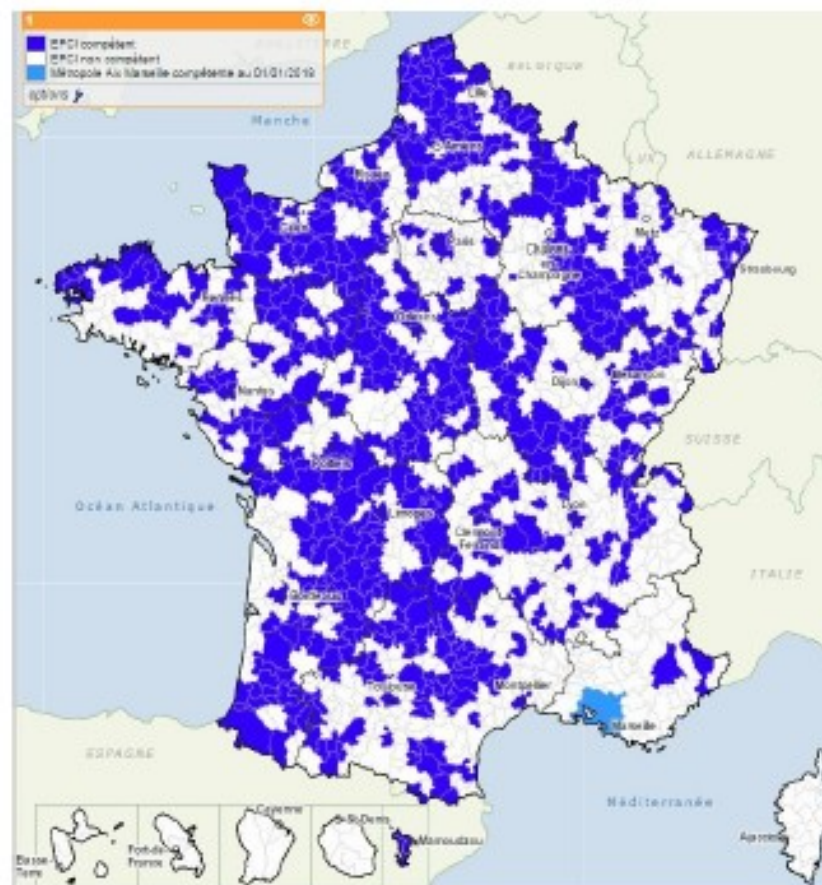 1
EPCI compétent
EPCI non compétent
Métropole Aix Marseille compétente au 01/01/2018
options
ANGLETERRE
BELGIQUE
Lille
Manche
LUX
ALLEMAGNE
Amiens
Rouen
Caen
Paris
Metz
Châlons
en
Champagne
Strasbourg
Rennes
Orléans
Dijon
Besançon
Nantes
SUISSE
Poitiers
Océan Atlantique
Limoges
Lyon
Clermont
Ferrand
ITALIE
Bordeaux
Toulouse
Montpellier
Marseille
ESPAGNE
Méditerranée
Cayenne
St-Denis
Basse
Terre
Fort-de
France
Mamoudzou
Ajaccio